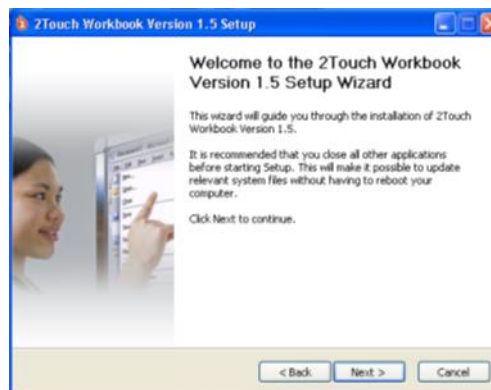 2Touch Workbook Version 1.5 Setup
Welcome to the 2Touch Workbook
Version 1.5 Setup Wizard
This wizard will guide you through the installation of 2Touch
Workbook Version 1.5.
It is recommended that you close all other applications
before starting Setup. This will make it possible to update
relevant system files without having to reboot your
computer.
Click Next to continue.
< Back
Next >
Cancel